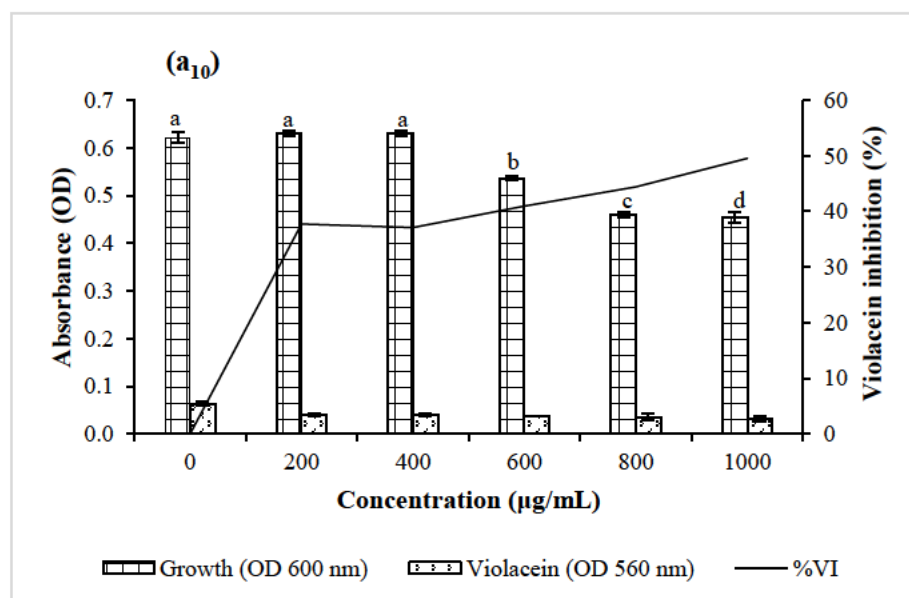 (a10)
Absorbance (OD)
0.7
0.6
0.5
0.4
0.3
0.2
0.1
0.0
a
a
a
b
c
d
60
50
40
30
20
10
0
Violacein inhibition (%)
0 200 400 600 800 1000
Concentration (µg/mL)
Growth (OD 600 nm) Violacein (OD 560 nm) %VI